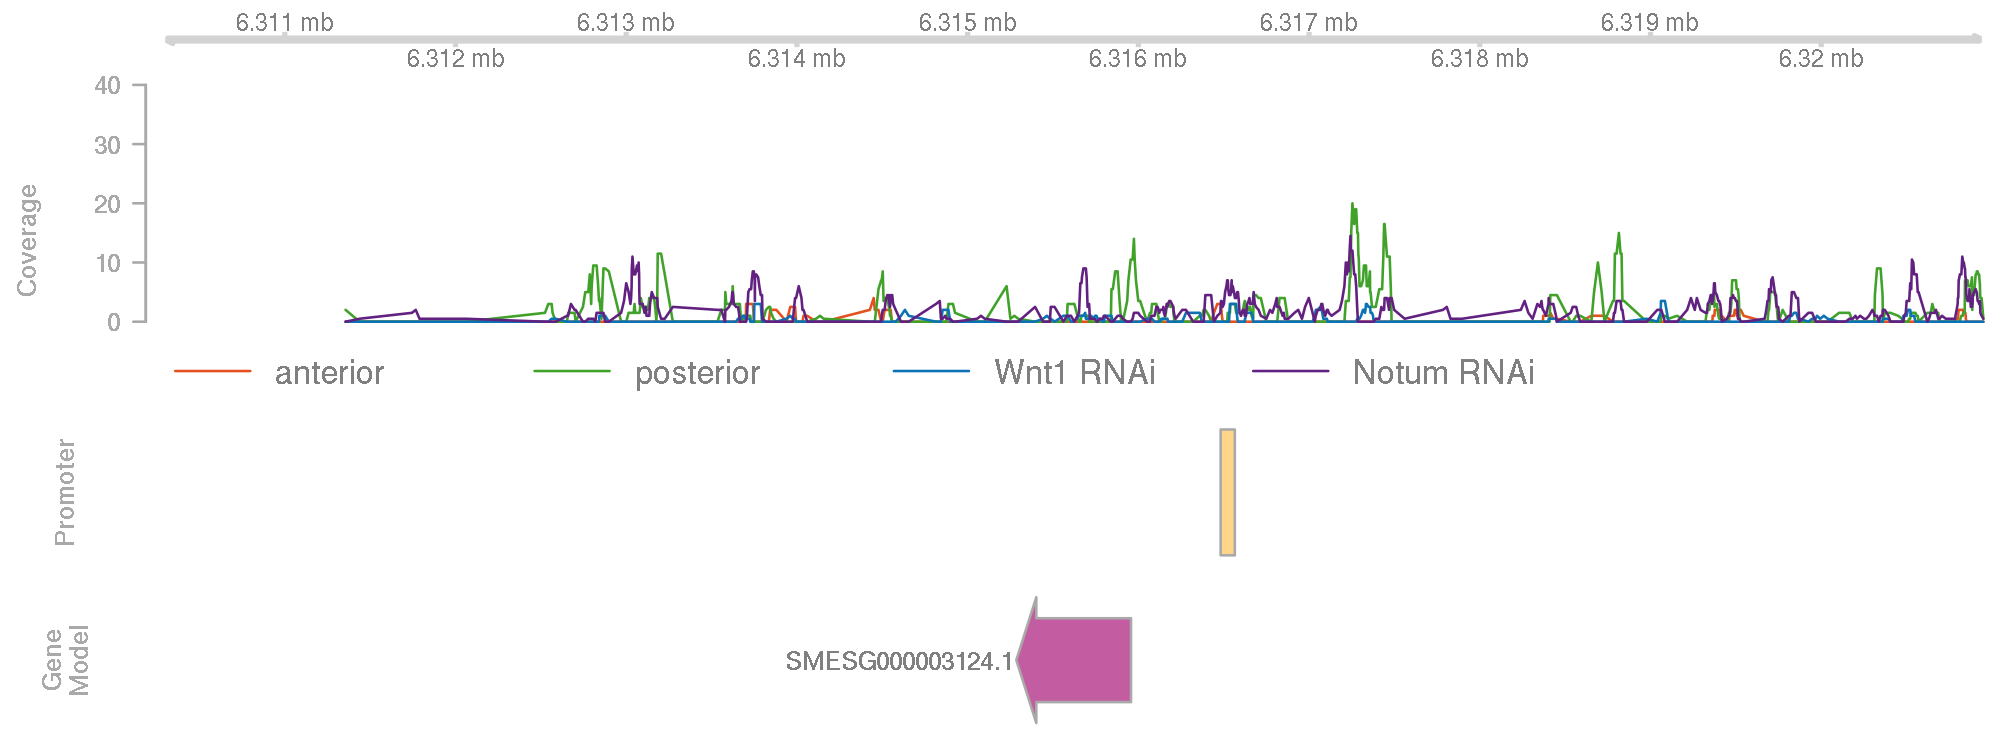 6.311 mb 6.313 mb 6.315 mb 6.317 mb 6.319 mb
6.312 mb 6.314 mb 6.316 mb 6.318 mb 6.32 mb
40
30
20
10
0
Coverage
anterior posterior Wnt1 RNAi Notum RNAi
Promoter
Gene
Model
SMESG000003124.1